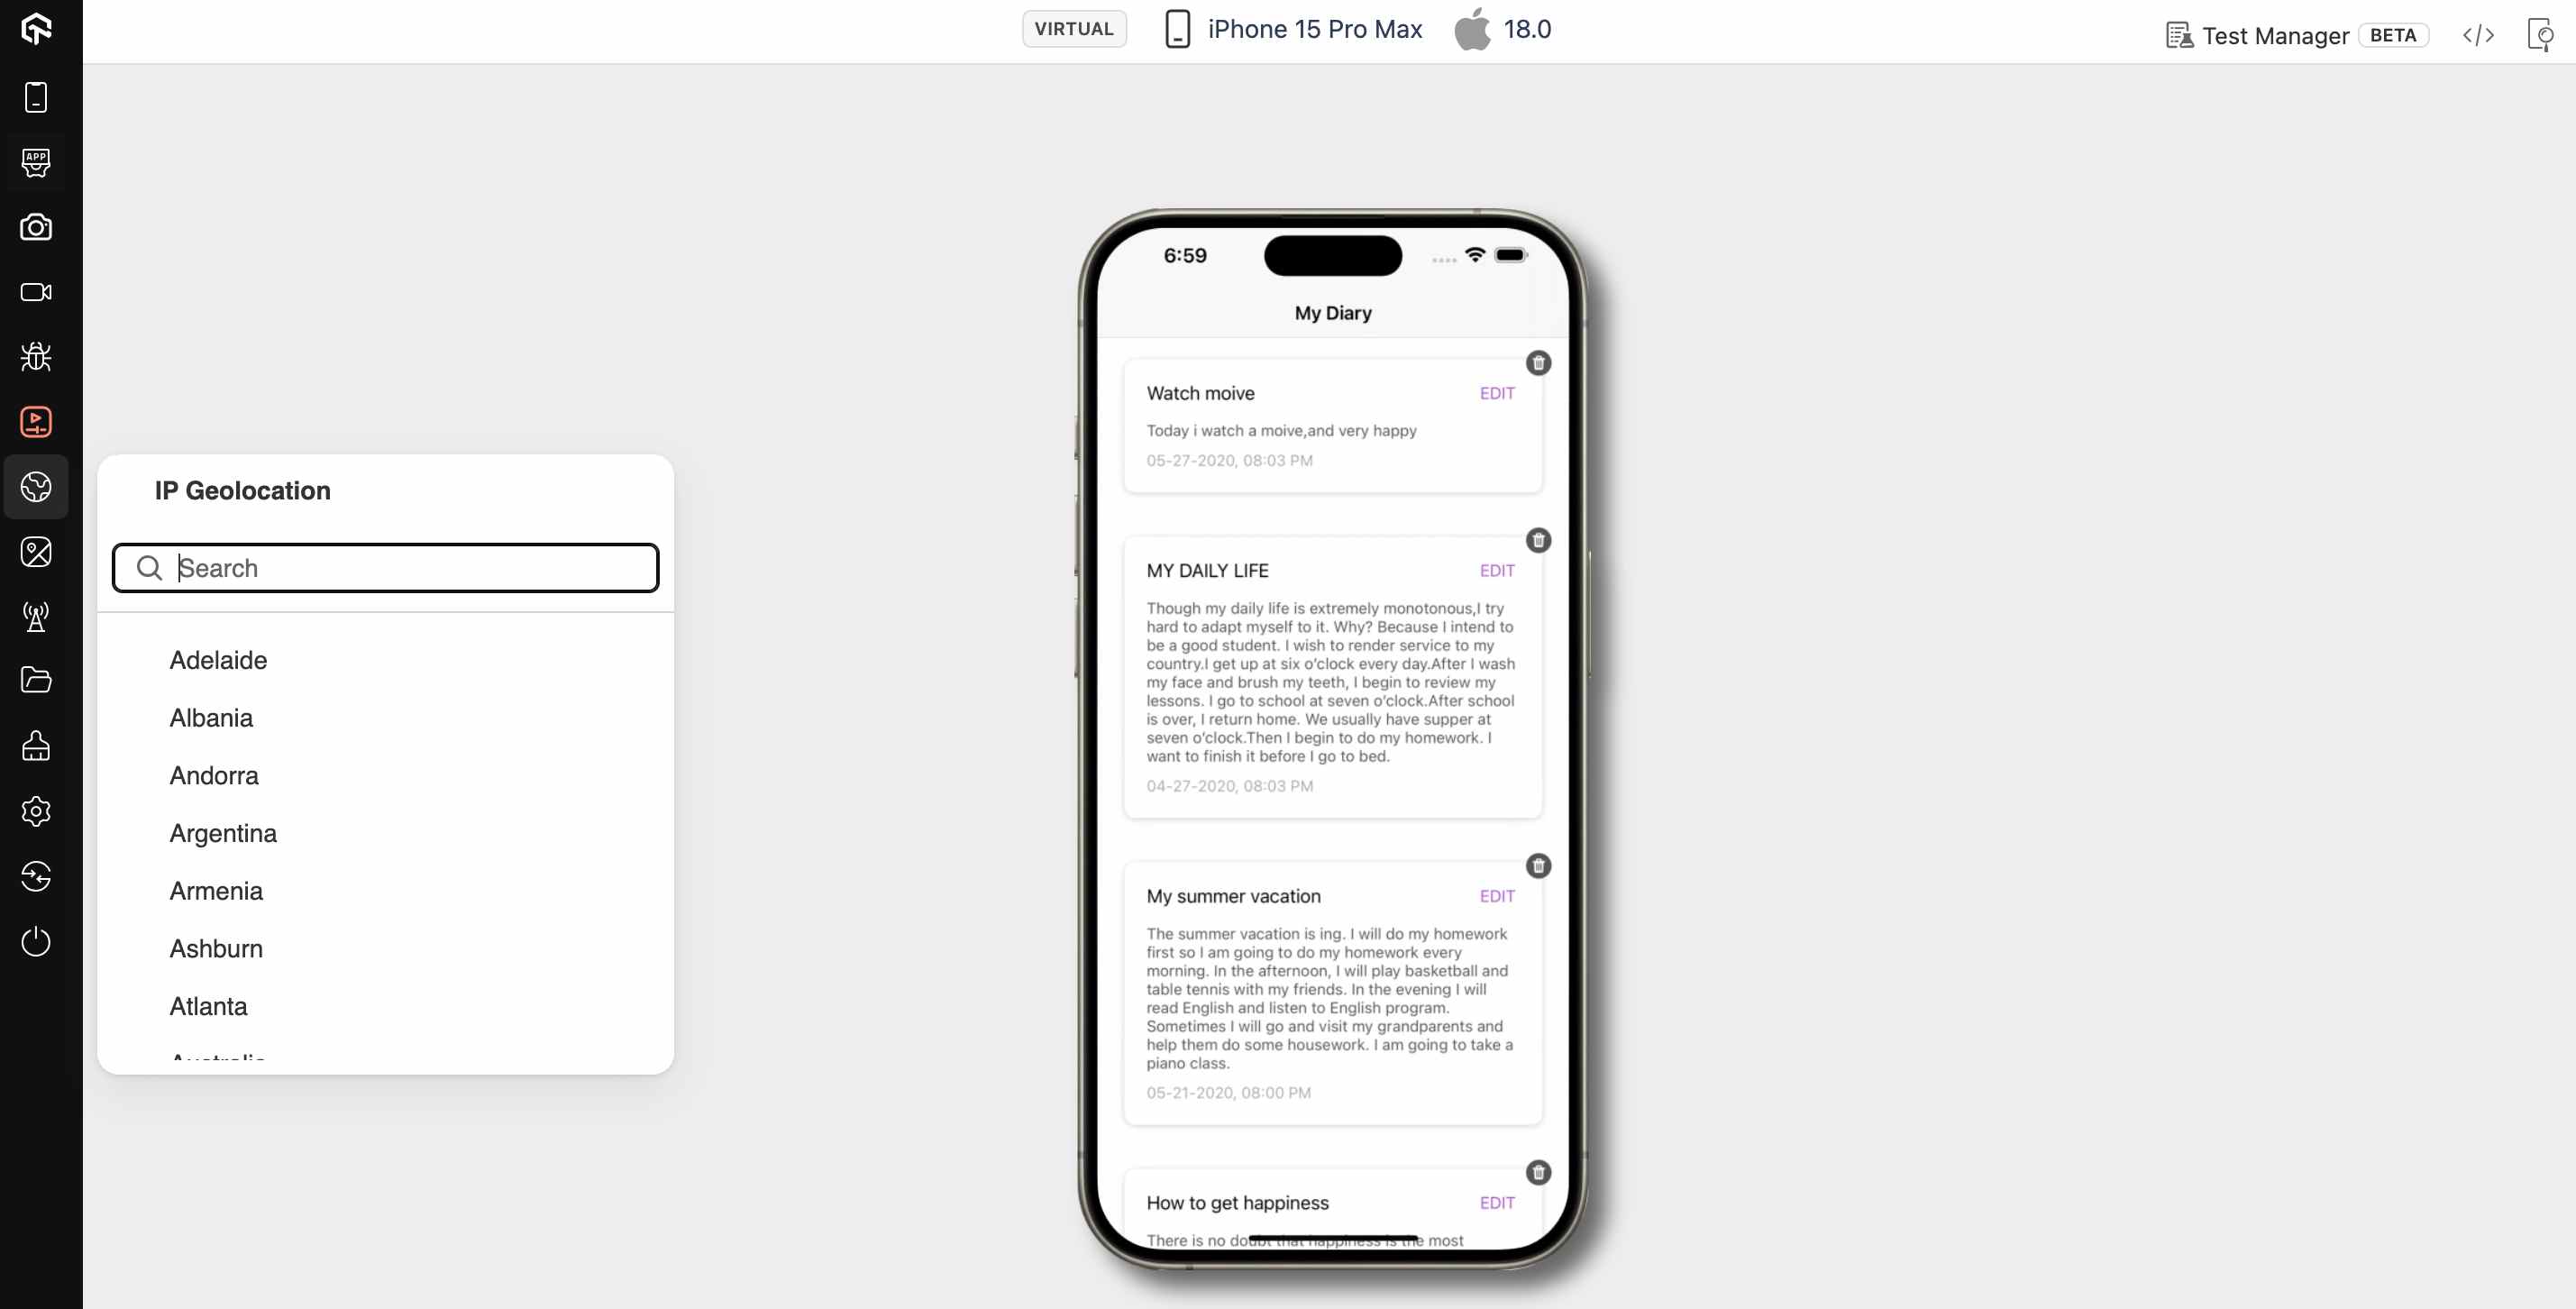 VIRTUAL
iPhone 15 Pro Max
18.0
Test Manager
BETA
APP
IP Geolocation
Search
Adelaide
Albania
Andorra
Argentina
Armenia
Ashburn
Atlanta
Australia
6:59
My Diary
Watch moive
EDIT
Today i watch a moive,and very happy
05-27-2020, 08:03 PM
MY DAILY LIFE
EDIT
Though my daily life is extremely monotonous,I try
hard to adapt myself to it. Why? Because I intend to
be a good student. I wish to render service to my
country.I get up at six o'clock every day.After I wash
my face and brush my teeth, I begin to review my
lessons. I go to school at seven o'clock.After school
is over, I return home. We usually have supper at
seven o'clock.Then I begin to do my homework. I
want to finish it before I go to bed.
04-27-2020, 08:03 PM
My summer vacation
EDIT
The summer vacation is ing. I will do my homework
first so I am going to do my homework every
morning. In the afternoon, I will play basketball and
table tennis with my friends. In the evening I will
read English and listen to English program.
Sometimes I will go and visit my grandparents and
help them do some housework. I am going to take a
piano class.
05-21-2020, 08:00 PM
How to get happiness
EDIT
There is no doubt that happiness is the most